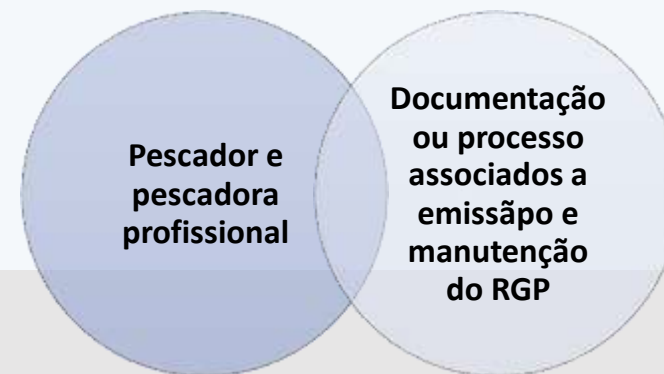 Pescador e
pescadora
profissional
Documentação
ou processo
associados a
emissãpo e
manutenção
do RGP